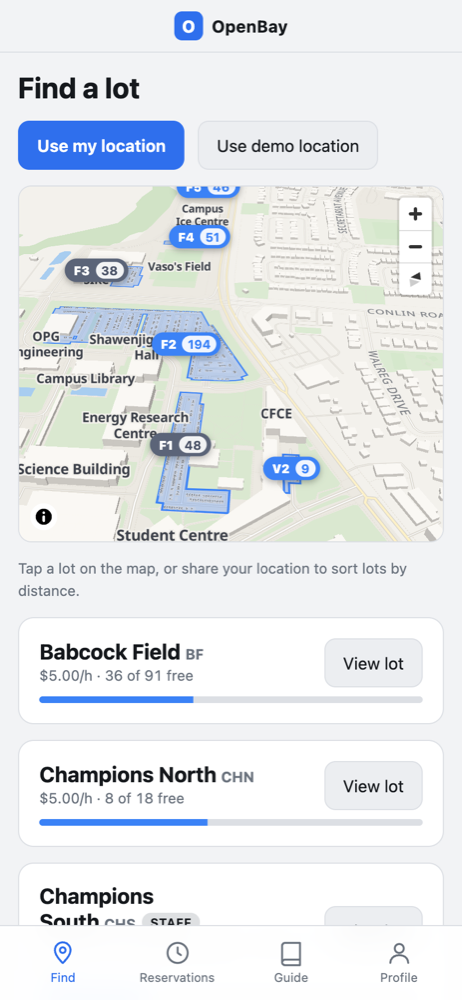 O OpenBay
Find a lot
Use my location
Use demo location
F5 46
Campus
Ice Centre
F4 51
Vaso's Field
F3 38
CONLIN ROA
OPG
ngineering
Shawenjig
Hall
F2 194
WALREG DRIVE
Campus Library
Energy Research
Centre
CFCE
F1 48
Science Building
V2 9
Student Centre
Tap a lot on the map, or share your location to sort lots by
distance.
Babcock Field BF
$5.00/h · 36 of 91 free
View lot
Champions North CHN
$5.00/h · 8 of 18 free
View lot
Champions
South CHS STAFF
Find
Reservations
Guide
Profile